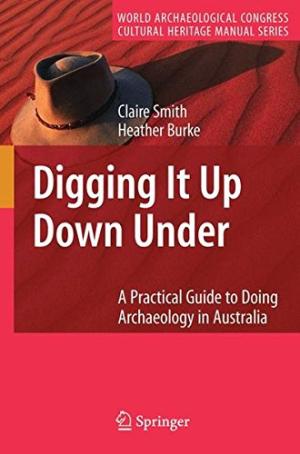 WORLD ARCHAEOLOGICAL CONGRESS
CULTURAL HERITAGE MANUAL SERIES
Claire Smith
Heather Burke
Digging It Up
Down Under
A Practical Guide to Doing
Archaeology in Australia
Springer